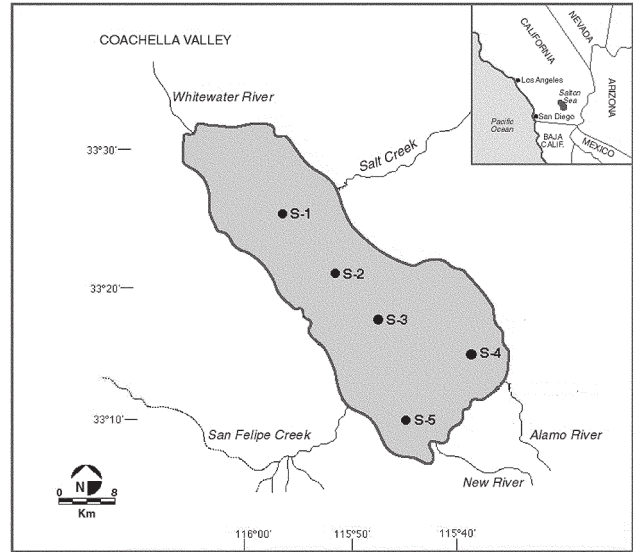 COACHELLA VALLEY
Whitewater River
Salt Creek
33°30'
33°20'
33°10'
S-1
S-2
S-3
S-4
S-5
San Felipe Creek
Alamo River
New River
N
0 8
Km
116°00'
115°50'
115°40'
CALIFORNIA
NEVADA
ARIZONA
Los Angeles
Salton
Sea
San Diego
Pacific
Ocean
BAJA
CALIF.
MEXICO